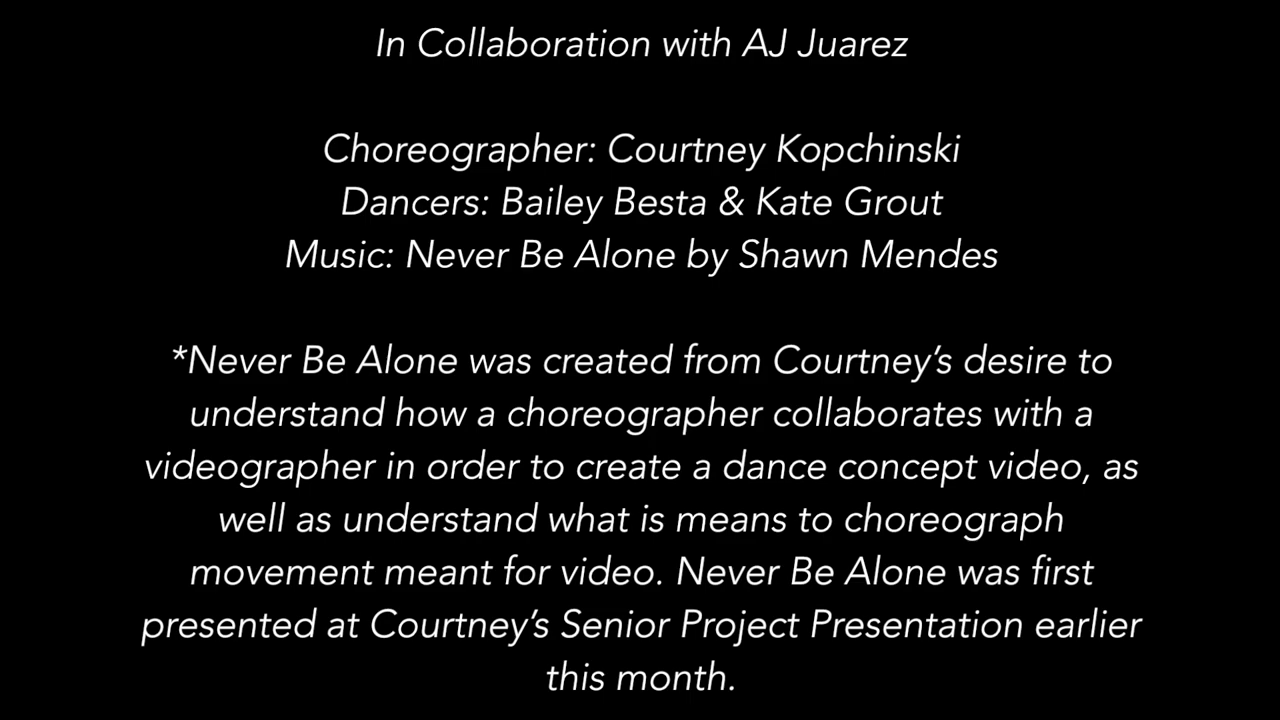 In Collaboration with AJ Juarez
Choreographer: Courtney Kopchinski
Dancers: Bailey Besta & Kate Grout
Music: Never Be Alone by Shawn Mendes
*Never Be Alone was created from Courtney’s desire to
understand how a choreographer collaborates with a
videographer in order to create a dance concept video, as
well as understand what is means to choreograph
movement meant for video. Never Be Alone was first
presented at Courtney’s Senior Project Presentation earlier
this month.